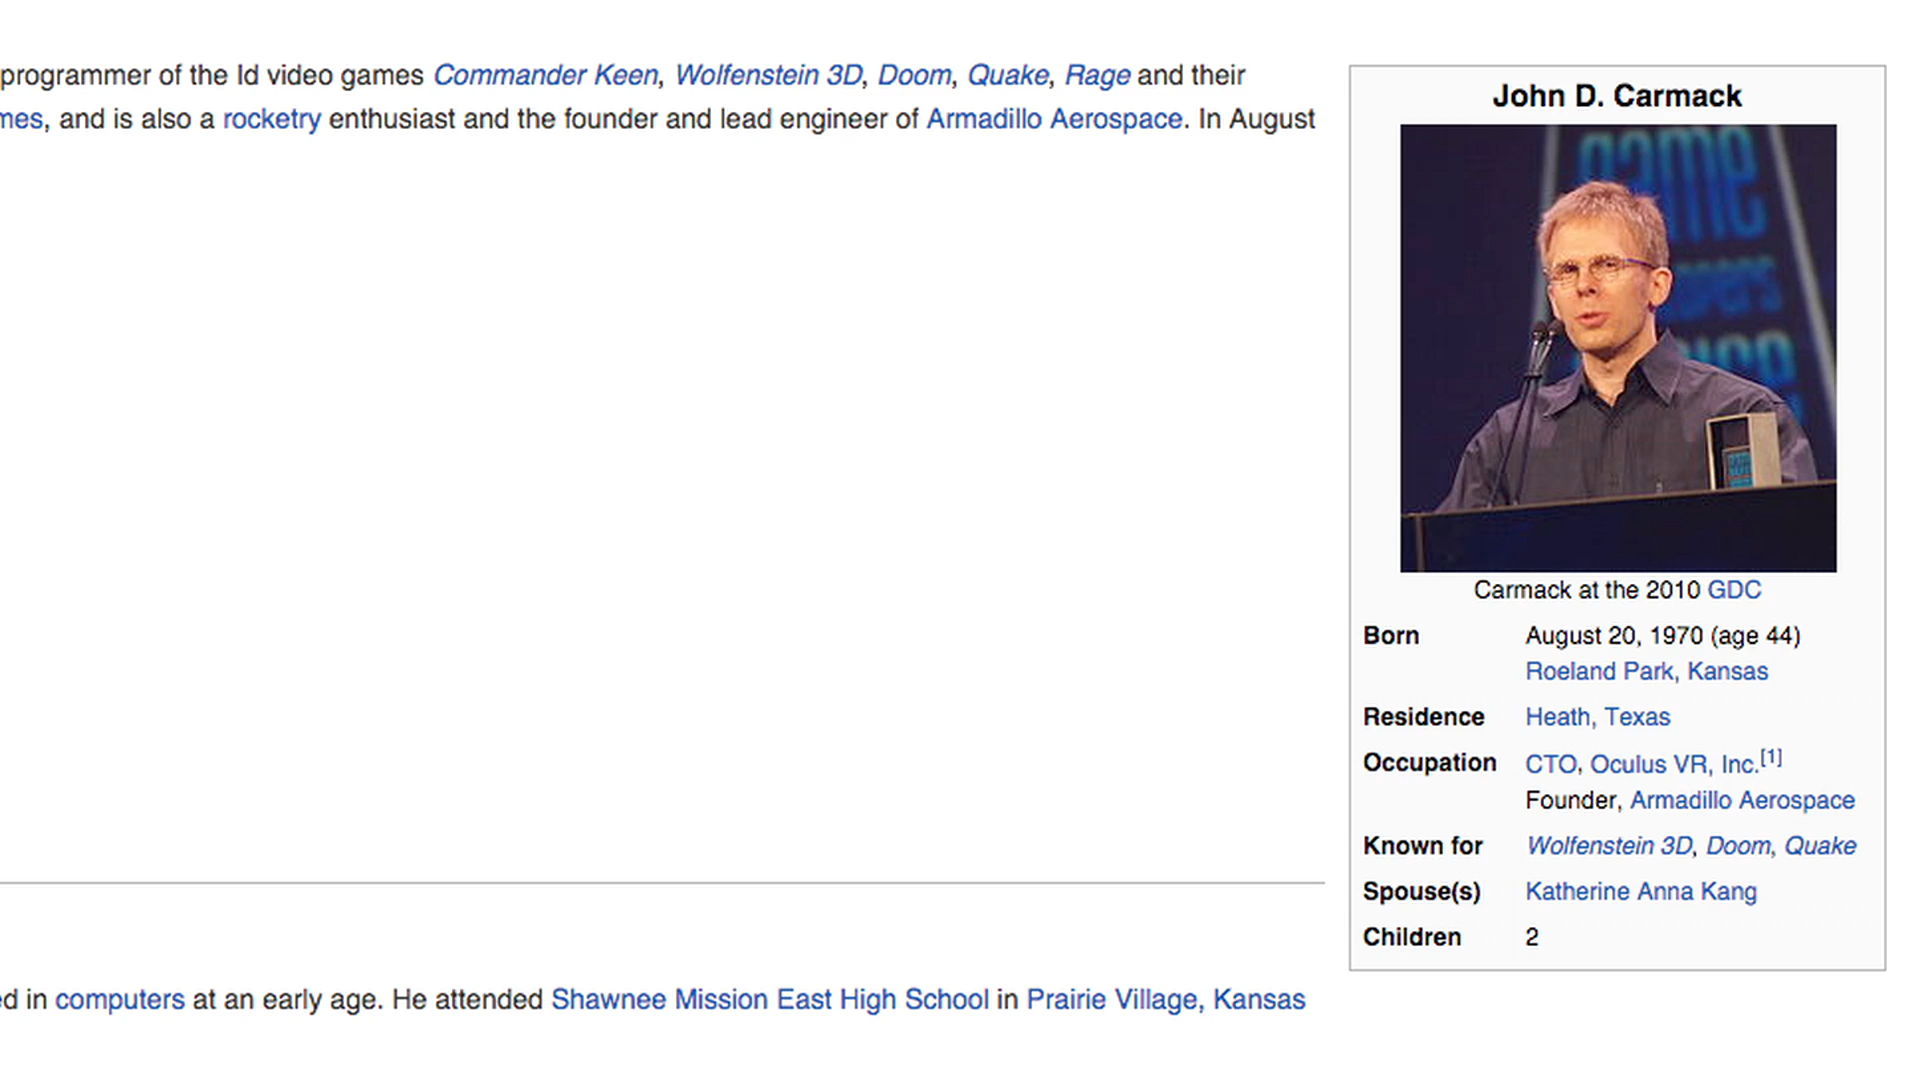 programmer of the Id video games Commander Keen, Wolfenstein 3D, Doom, Quake, Rage and their
mes, and is also a rocketry enthusiast and the founder and lead engineer of Armadillo Aerospace. In August
John D. Carmack
game
Carmack at the 2010 GDC
Born August 20, 1970 (age 44)
Roeland Park, Kansas
Residence Heath, Texas
Occupation CTO, Oculus VR, Inc.[1]
Founder, Armadillo Aerospace
Known for Wolfenstein 3D, Doom, Quake
Spouse(s) Katherine Anna Kang
Children 2
ed in computers at an early age. He attended Shawnee Mission East High School in Prairie Village, Kansas